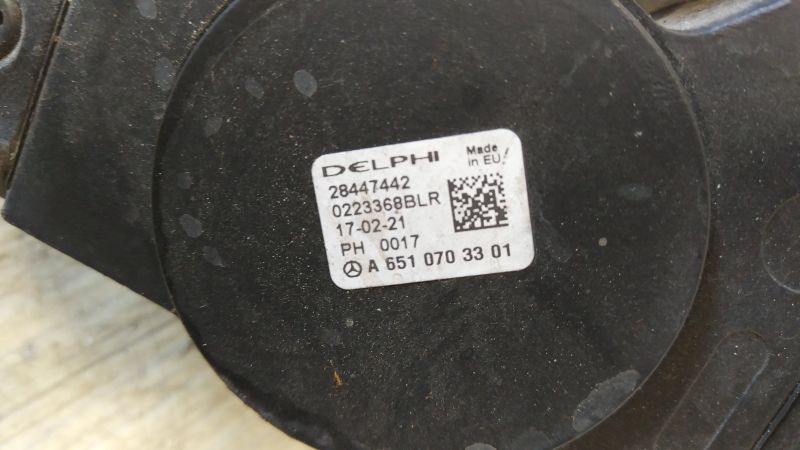 DELPHI
Made
in EU
28447442
0223368BLR
17-02-21
PH 0017
A 651 070 33 01